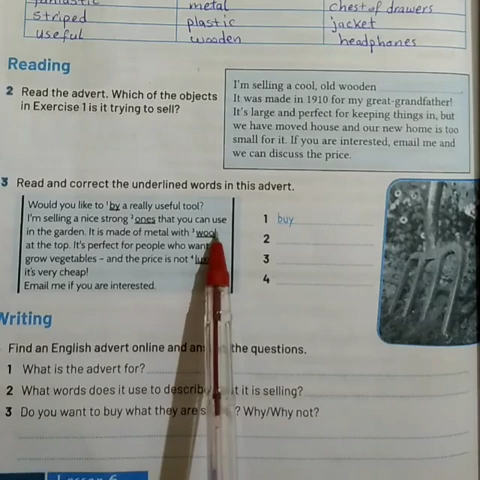 metal chest of drawers
striped plastic jacket
useful wooden headphones
Reading
2 Read the advert. Which of the objects
in Exercise 1 is it trying to sell?
I'm selling a cool, old wooden
It was made in 1910 for my great-grandfather!
It's large and perfect for keeping things in, but
we have moved house and our new home is too
small for it. If you are interested, email me and
we can discuss the price.
3 Read and correct the underlined words in this advert.
Would you like to ¹by a really useful tool?
I'm selling a nice strong ²ones that you can use
in the garden. It is made of metal with ³wool
at the top. It's perfect for people who want
grow vegetables – and the price is not ⁴
it's very cheap!
Email me if you are interested.
1 buy
2
3
4
Writing
Find an English advert online and the questions.
1 What is the advert for?
2 What words does it use to describe it is selling?
3 Do you want to buy what they are ? Why/Why not?